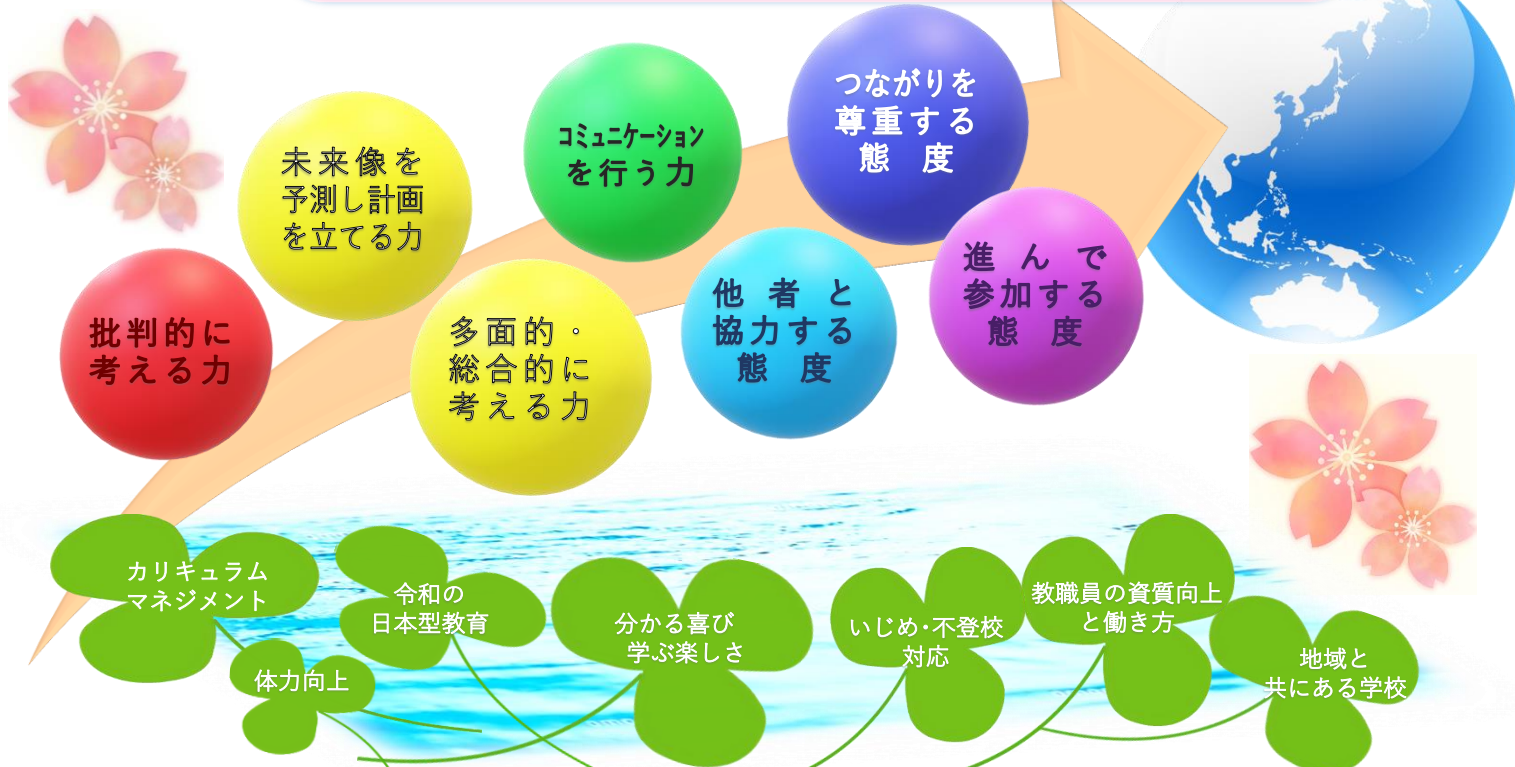 批判的に
考える力
未来像を
予測し計画
を立てる力
多面的・
総合的に
考える力
コミュニケーション
を行う力
他者と
協力する
態度
つながりを
尊重する
態度
進んで
参加する
態度
カリキュラム
マネジメント
体力向上
令和の
日本型教育
分かる喜び
学ぶ楽しさ
いじめ・不登校
対応
教職員の資質向上
と働き方
地域と
共にある学校